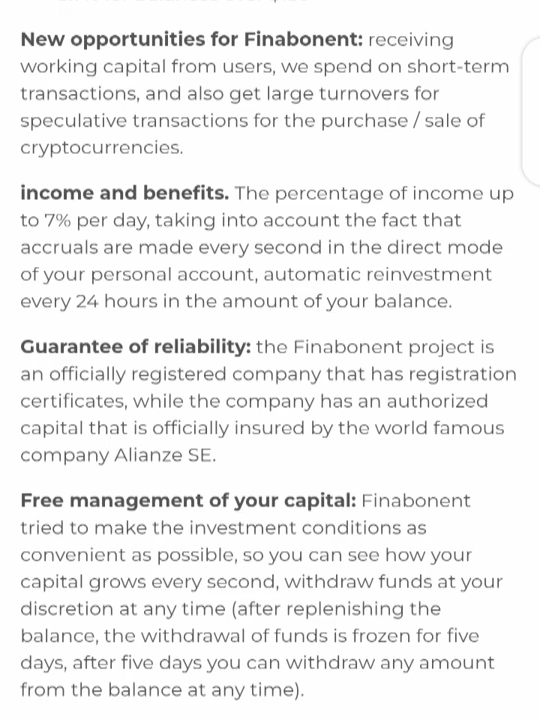 New opportunities for Finabonent: receiving
working capital from users, we spend on short-term
transactions, and also get large turnovers for
speculative transactions for the purchase / sale of
cryptocurrencies.
income and benefits. The percentage of income up
to 7% per day, taking into account the fact that
accruals are made every second in the direct mode
of your personal account, automatic reinvestment
every 24 hours in the amount of your balance.
Guarantee of reliability: the Finabonent project is
an officially registered company that has registration
certificates, while the company has an authorized
capital that is officially insured by the world famous
company Alianze SE.
Free management of your capital: Finabonent
tried to make the investment conditions as
convenient as possible, so you can see how your
capital grows every second, withdraw funds at your
discretion at any time (after replenishing the
balance, the withdrawal of funds is frozen for five
days, after five days you can withdraw any amount
from the balance at any time).